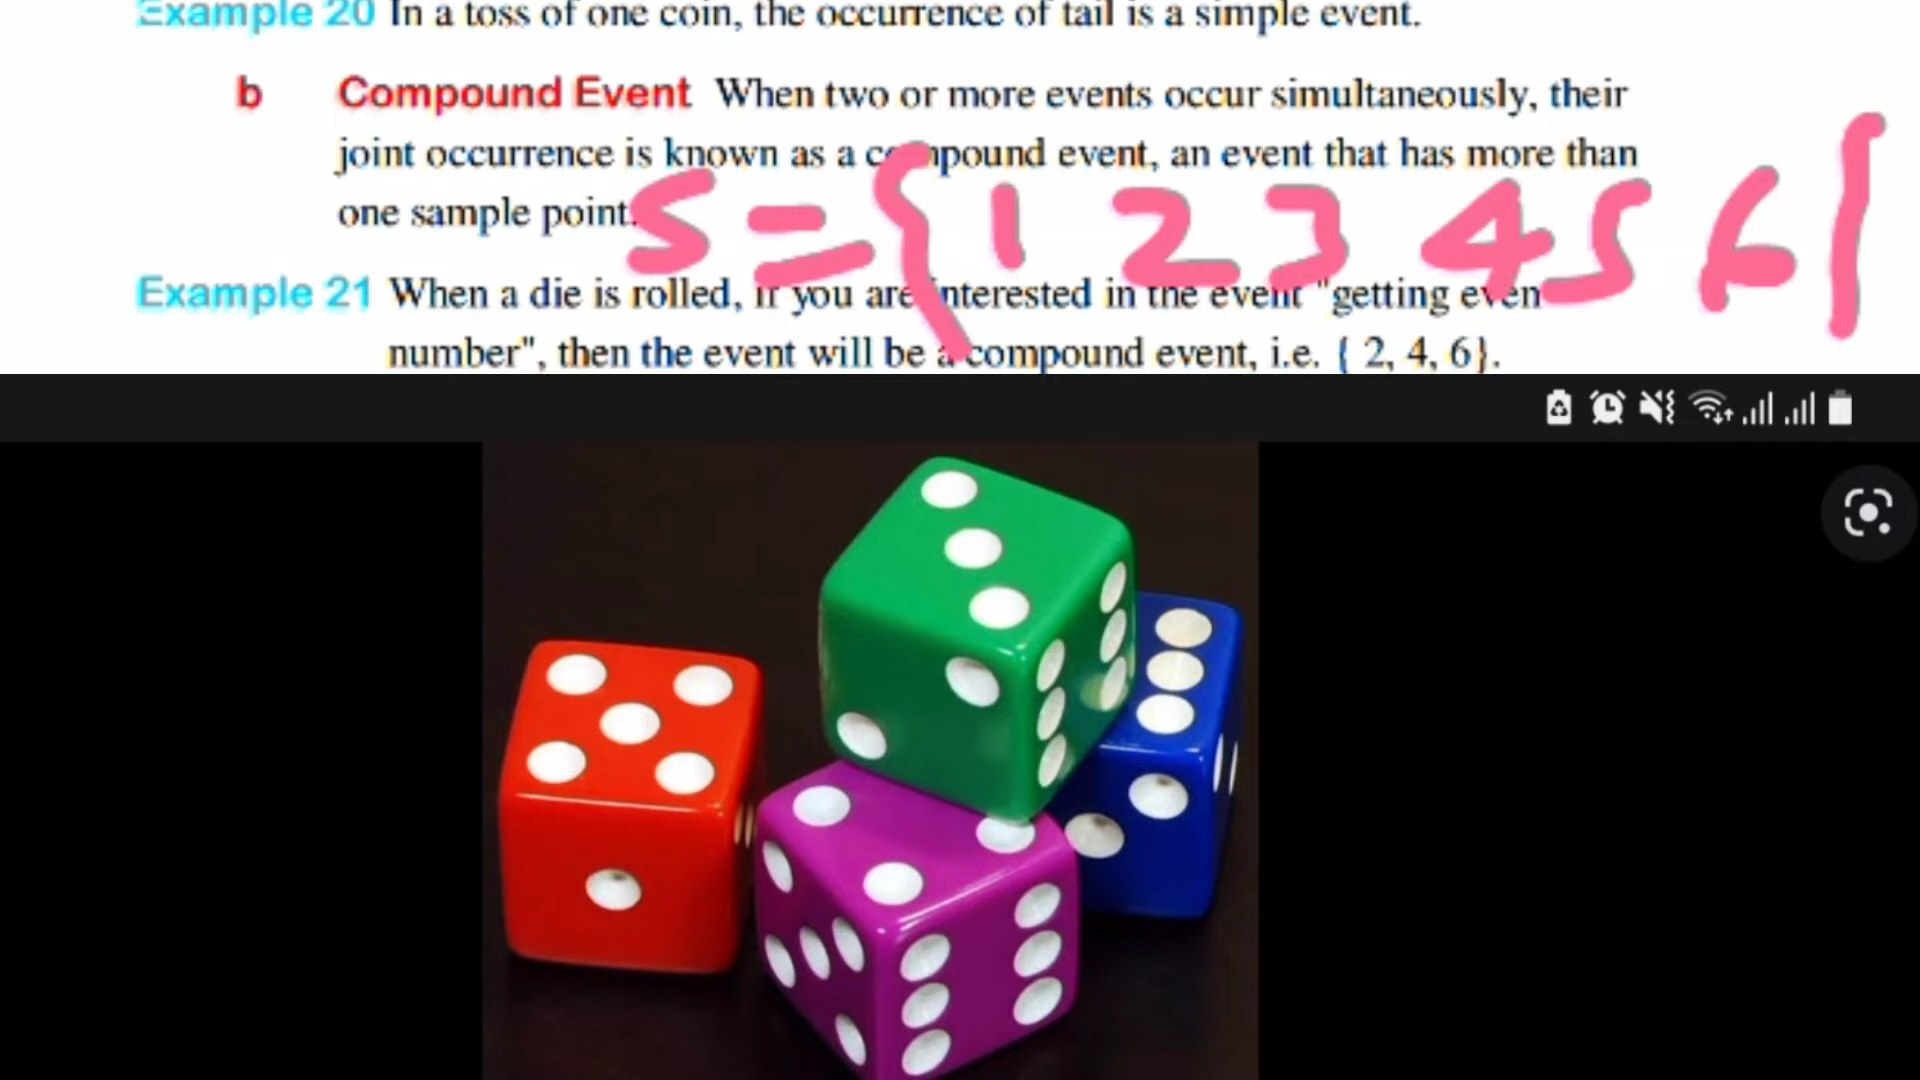 Example 20 In a toss of one coin, the occurrence of tail is a simple event.
b Compound Event When two or more events occur simultaneously, their
joint occurrence is known as a compound event, an event that has more than
one sample point.
S = { 1 2 3 4 5 6 }
Example 21 When a die is rolled, if you are interested in the event "getting even
number", then the event will be a compound event, i.e. { 2, 4, 6}.